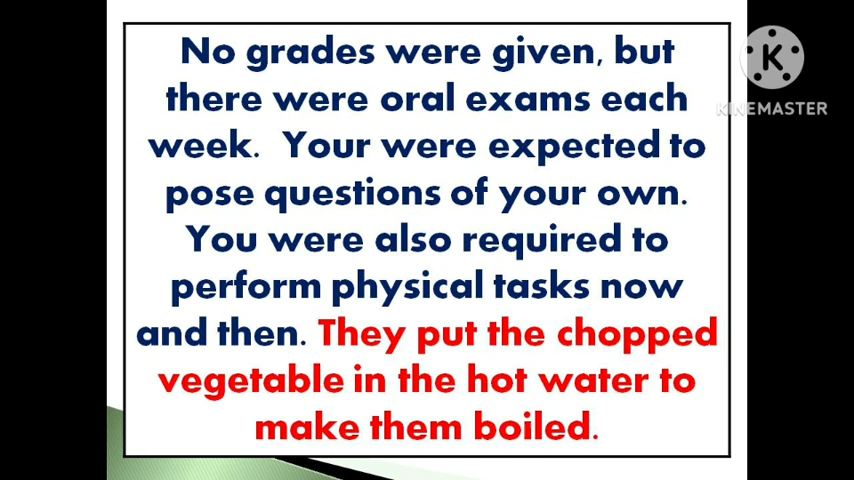 No grades were given, but
there were oral exams each
week.  Your were expected to
pose questions of your own.
You were also required to
perform physical tasks now
and then. They put the chopped
vegetable in the hot water to
make them boiled.
K
KINEMASTER